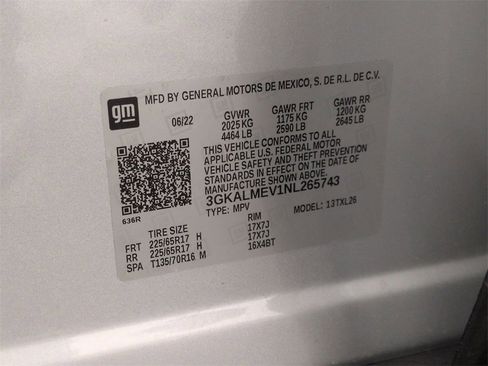 gm
MFD BY GENERAL MOTORS DE MEXICO, S. DE R.L. DE C.V.
06/22 GVWR GAWR FRT GAWR RR
2025 KG 1175 KG 1200 KG
4464 LB 2590 LB 2645 LB
THIS VEHICLE CONFORMS TO ALL
APPLICABLE U.S. FEDERAL MOTOR
VEHICLE SAFETY AND THEFT PREVENTION
STANDARDS IN EFFECT ON THE DATE OF
MANUFACTURE SHOWN ABOVE.
3GKALMEV1NL265743
TYPE: MPV MODEL: 13TXL26
636R
TIRE SIZE RIM
FRT 225/65R17 H 17X7J
RR 225/65R17 H 17X7J
SPA T135/70R16 M 16X4BT